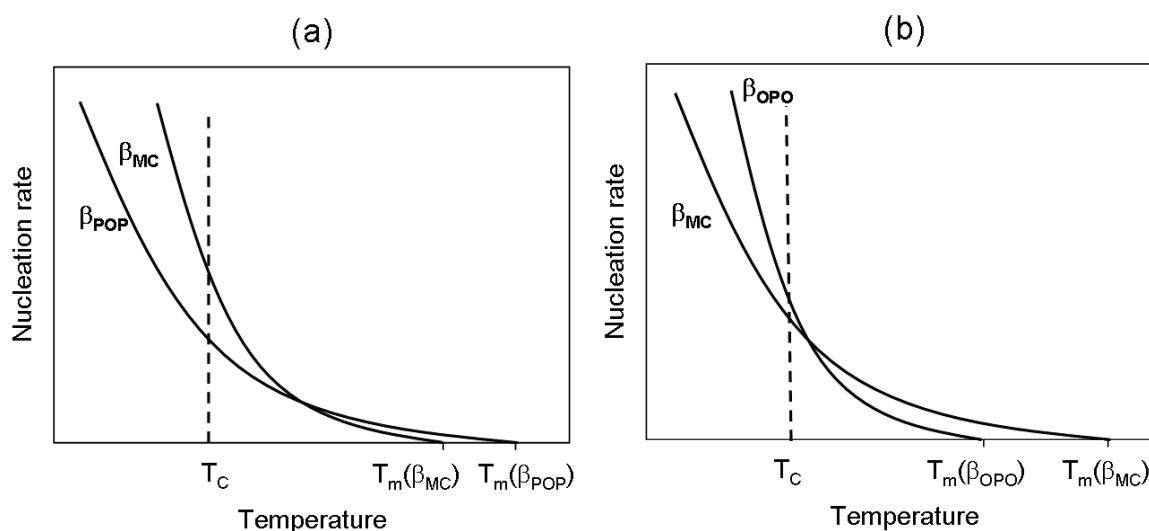 (a)
Nucleation rate
β_MC
β_POP
T_C
T_m(β_MC)
T_m(β_POP)
Temperature
(b)
Nucleation rate
β_OPO
β_MC
T_C
T_m(β_OPO)
T_m(β_MC)
Temperature